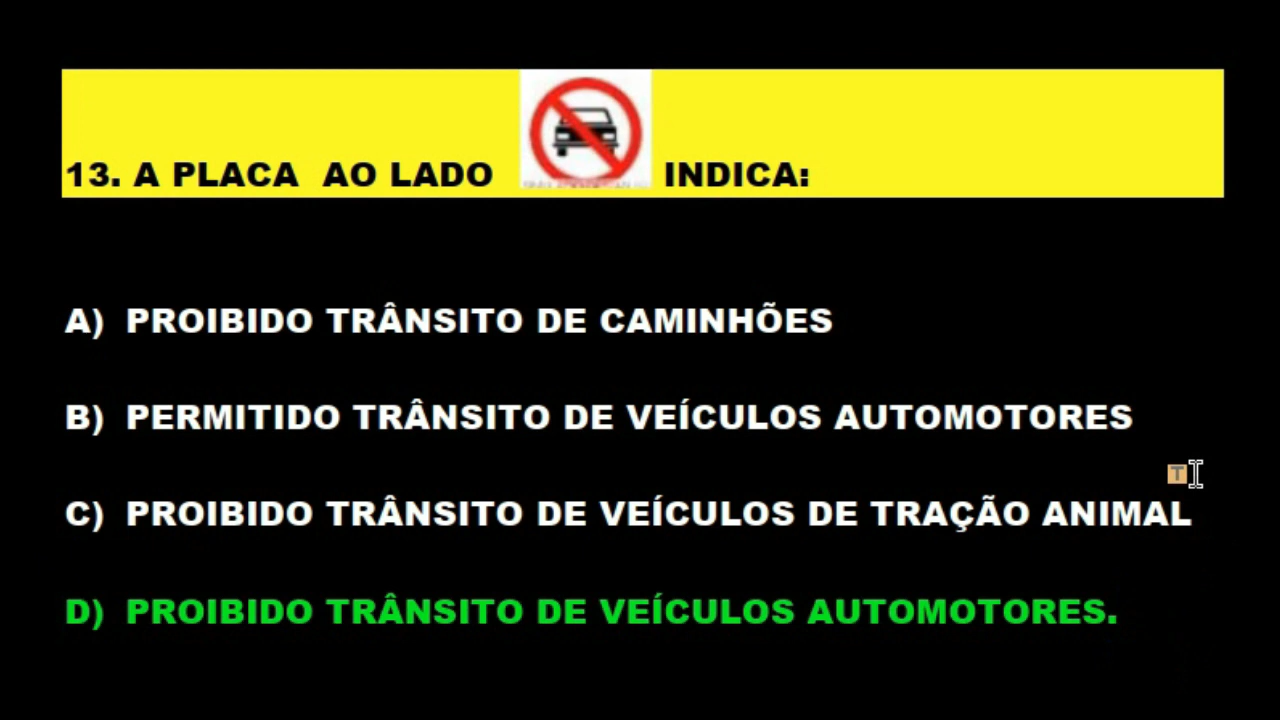 13. A PLACA AO LADO INDICA:
A) PROIBIDO TRÂNSITO DE CAMINHÕES
B) PERMITIDO TRÂNSITO DE VEÍCULOS AUTOMOTORES
T
C) PROIBIDO TRÂNSITO DE VEÍCULOS DE TRAÇÃO ANIMAL
D) PROIBIDO TRÂNSITO DE VEÍCULOS AUTOMOTORES.